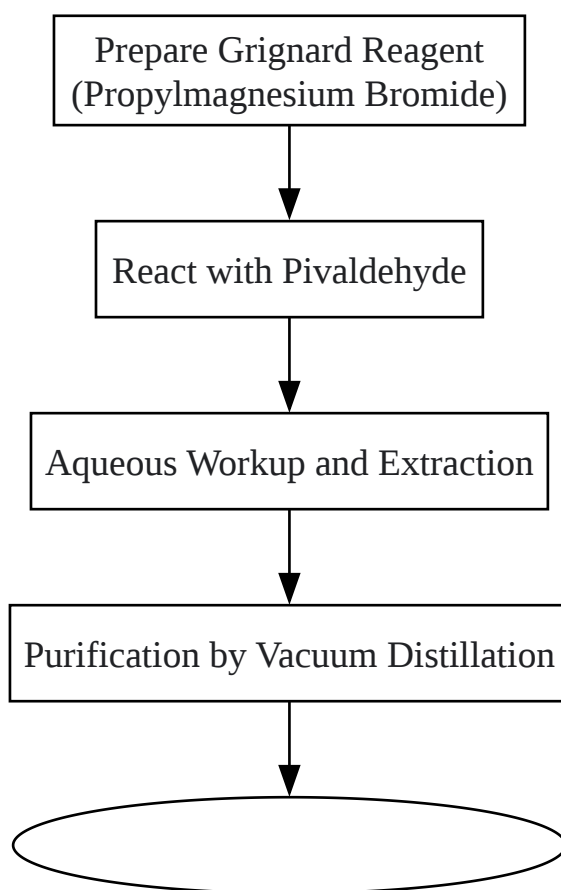 Prepare Grignard Reagent
(Propylmagnesium Bromide)
React with Pivaldehyde
Aqueous Workup and Extraction
Purification by Vacuum Distillation